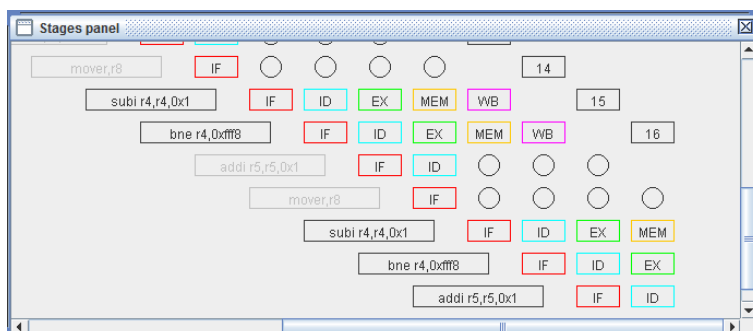 Stages panel
mover,r8 IF 14
subi r4,r4,0x1 IF ID EX MEM WB 15
bne r4,0xfff8 IF ID EX MEM WB 16
addi r5,r5,0x1 IF ID
mover,r8 IF
subi r4,r4,0x1 IF ID EX MEM
bne r4,0xfff8 IF ID EX
addi r5,r5,0x1 IF ID